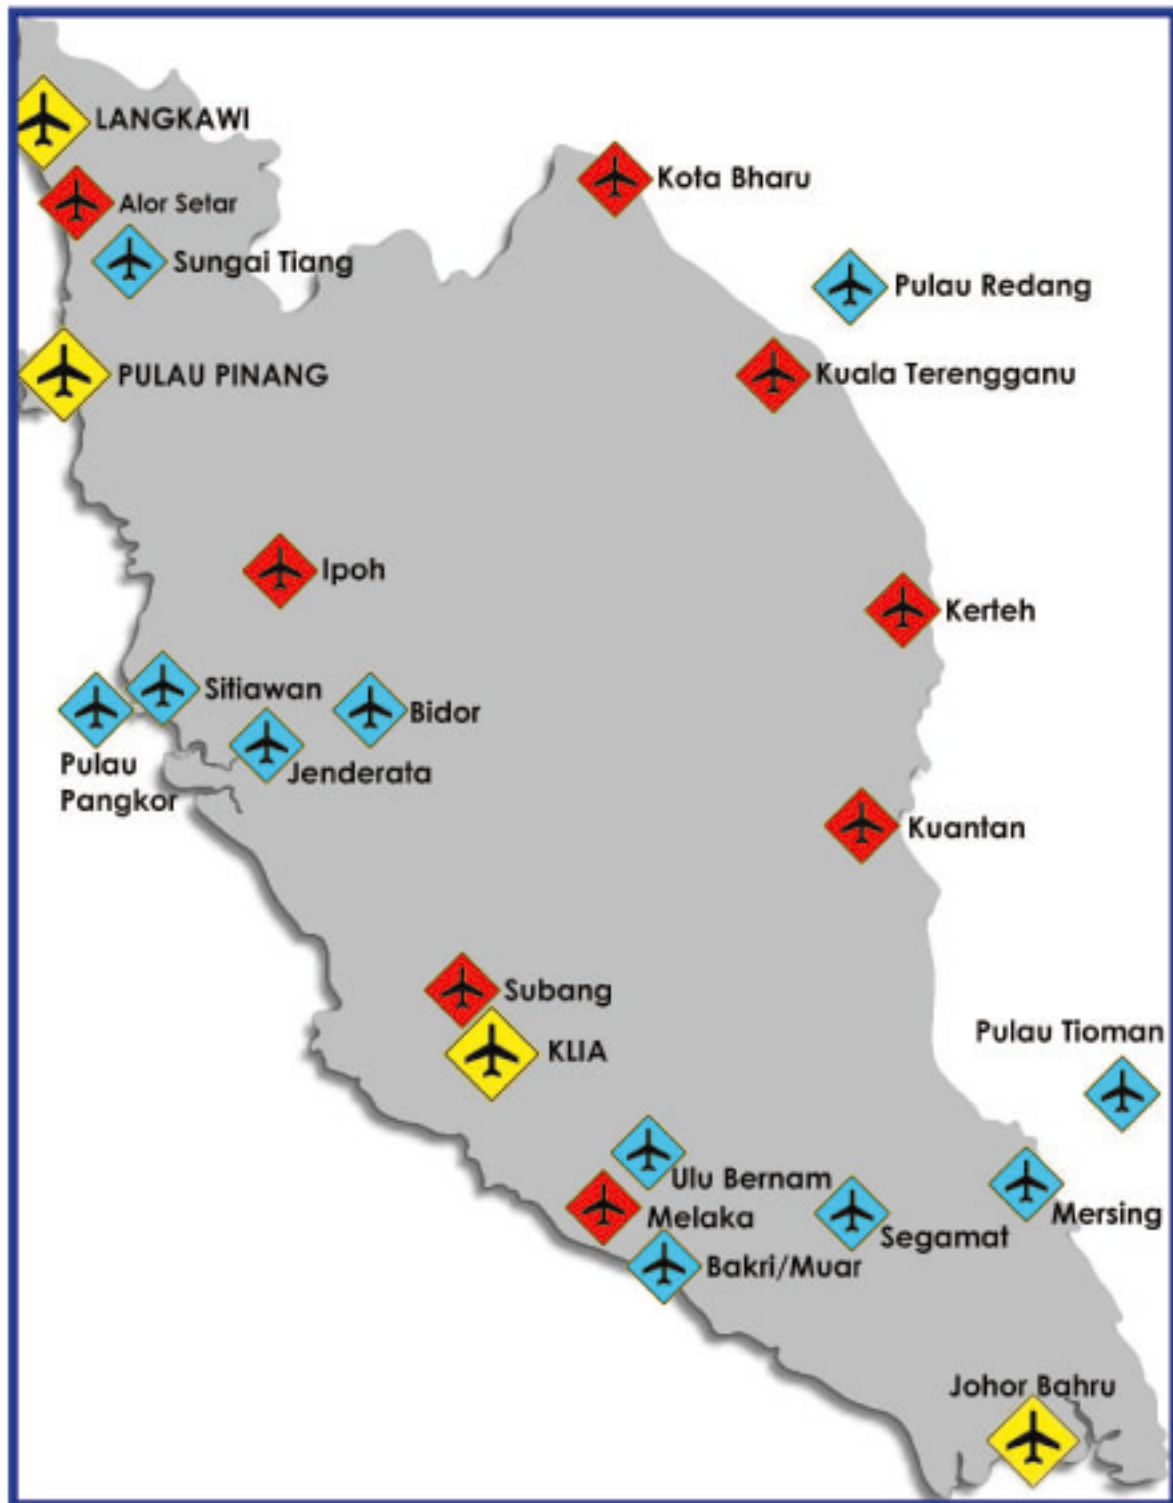 LANGKAWI
Kota Bharu
Alor Setar
Sungai Tiang
Pulau Redang
PULAU PINANG
Kuala Terengganu
Ipoh
Kerteh
Sitiawan
Bidor
Pulau
Pangkor
Jenderata
Kuantan
Subang
KLIA
Pulau Tioman
Ulu Bernam
Melaka
Mersing
Segamat
Bakri/Muar
Johor Bahru